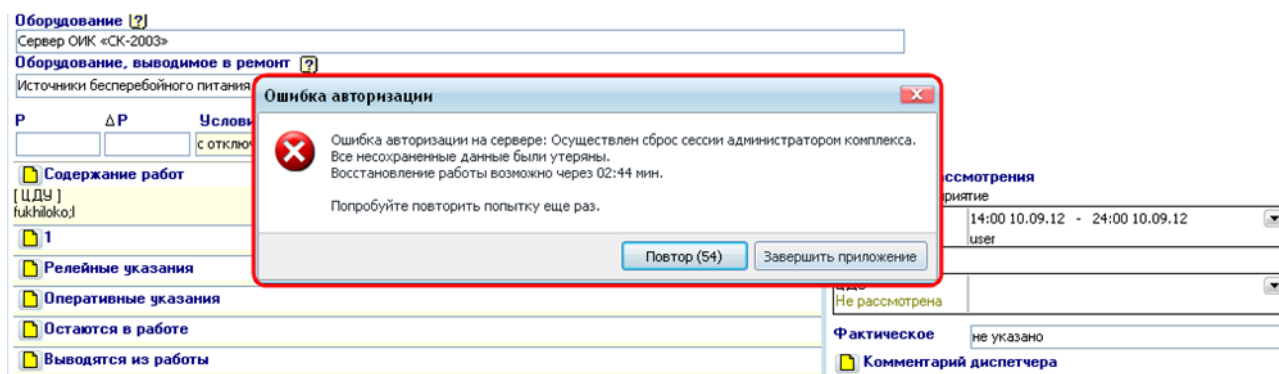 Оборудование [?]
Сервер ОИК «СК-2003»
Оборудование, выводимое в ремонт [?]
Источники бесперебойного питания
P ΔP Услови
с отклю
Содержание работ
[ ЦДУ ]
fukhiloko;l
1
Релейные указания
Оперативные указания
Остаются в работе
Выводятся из работы
Ошибка авторизации
Ошибка авторизации на сервере: Осуществлен сброс сессии администратором комплекса.
Все несохраненные данные были утеряны.
Восстановление работы возможно через 02:44 мин.
Попробуйте повторить попытку еще раз.
Повтор (54) Завершить приложение
ссмотрения
приятие
14:00 10.09.12 - 24:00 10.09.12
user
Не рассмотрена
Фактическое не указано
Комментарий диспетчера